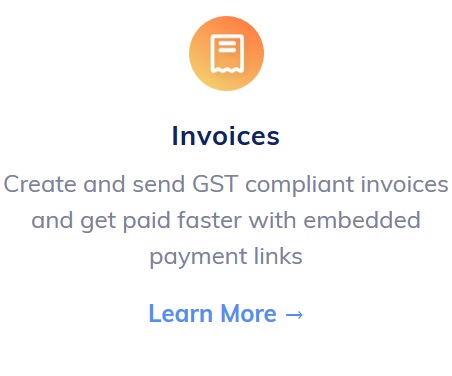 Invoices
Create and send GST compliant invoices
and get paid faster with embedded
payment links
Learn More →